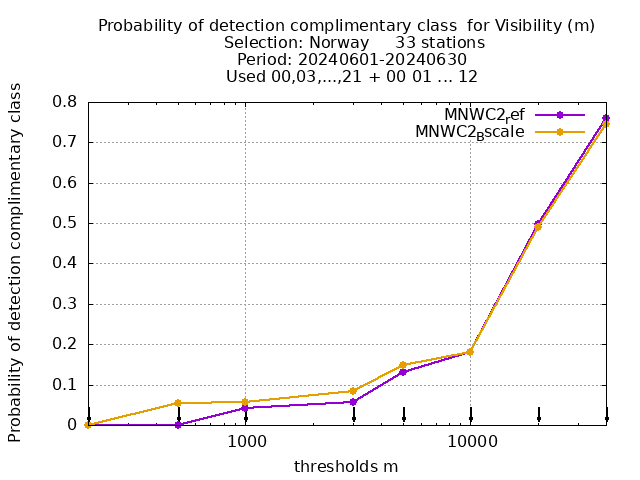 Probability of detection complimentary class  for Visibility (m)
Selection: Norway     33 stations
Period: 20240601-20240630
Used 00,03,...,21 + 00 01 ... 12
Probability of detection complimentary class
0.8
0.7
0.6
0.5
0.4
0.3
0.2
0.1
0
MNWC2ref
MNWC2Bscale
1000
10000
thresholds m